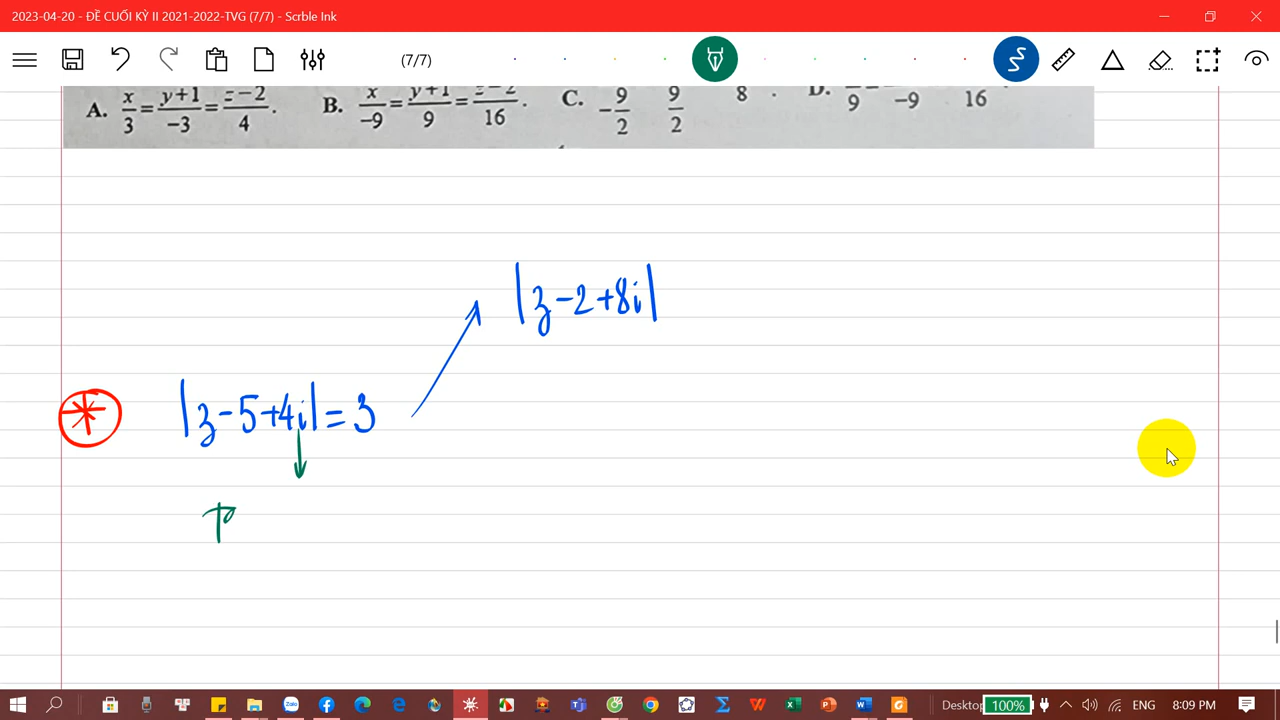 2023-04-20 - ĐỀ CUỐI KỲ II 2021-2022-TVG (7/7) - Scrble Ink
(7/7)
A. x/3 = y+1/-3 = z-2/4. B. x/-9 = y+1/9 = z-2/16. C. -9/2 9/2 8 . D. 9 -9 16
|z-2+8i|
|z-5+4i|=3
Desktop 100% ENG 8:09 PM